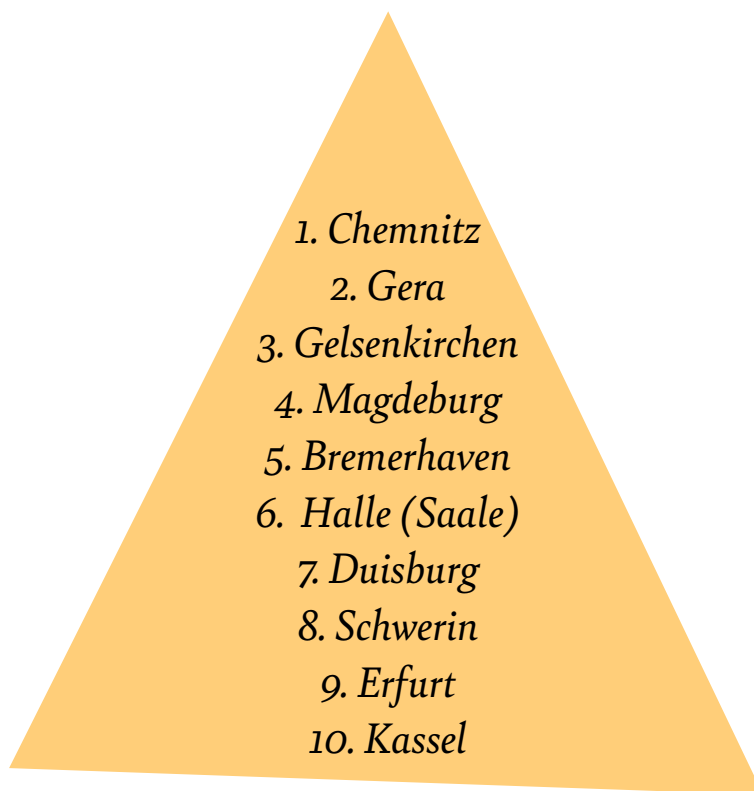 1. Chemnitz
2. Gera
3. Gelsenkirchen
4. Magdeburg
5. Bremerhaven
6. Halle (Saale)
7. Duisburg
8. Schwerin
9. Erfurt
10. Kassel